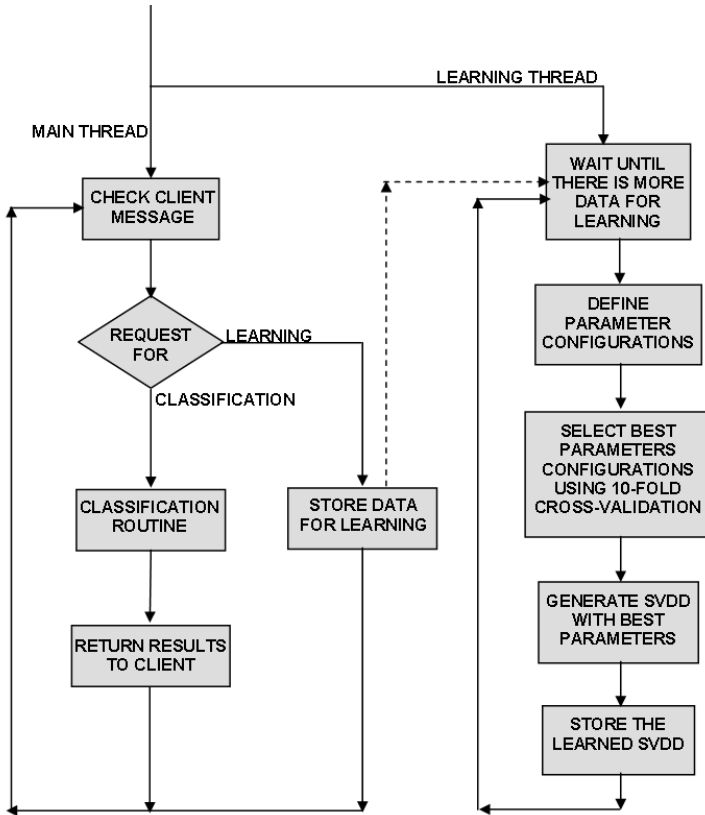 LEARNING THREAD
MAIN THREAD
CHECK CLIENT
MESSAGE
REQUEST
FOR
LEARNING
CLASSIFICATION
CLASSIFICATION
ROUTINE
STORE DATA
FOR LEARNING
RETURN RESULTS
TO CLIENT
WAIT UNTIL
THERE IS MORE
DATA FOR
LEARNING
DEFINE
PARAMETER
CONFIGURATIONS
SELECT BEST
PARAMETERS
CONFIGURATIONS
USING 10-FOLD
CROSS-VALIDATION
GENERATE SVDD
WITH BEST
PARAMETERS
STORE THE
LEARNED SVDD